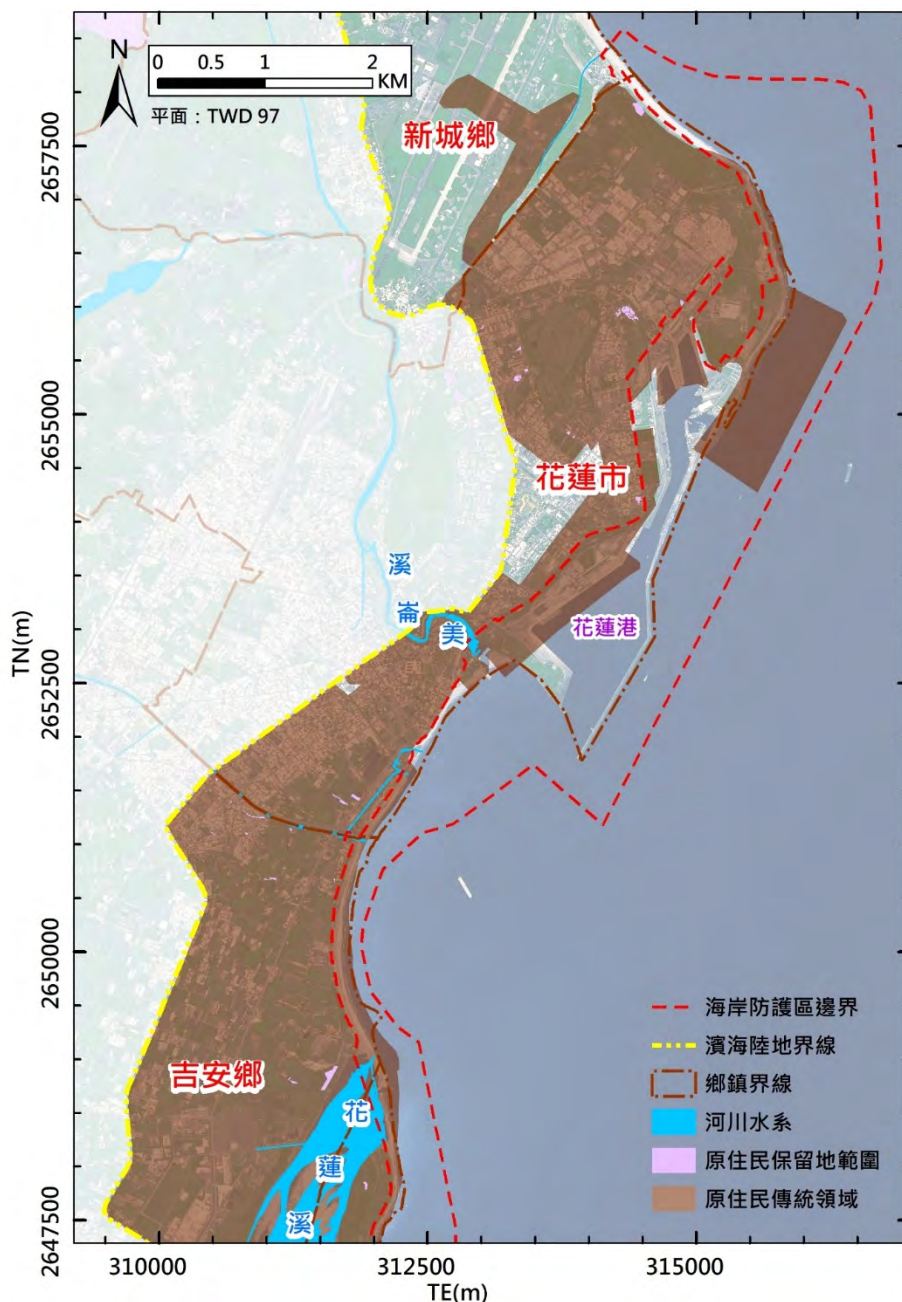 N
0 0.5 1 2
KM
平面：TWD 97
新城鄉
花蓮市
溪
崙
美
花蓮港
吉安鄉
花
蓮
溪
海岸防護區邊界
濱海陸地界線
鄉鎮界線
河川水系
原住民保留地範圍
原住民傳統領域
2657500
2655000
2652500
2650000
2647500
TN(m)
310000 312500 315000
TE(m)